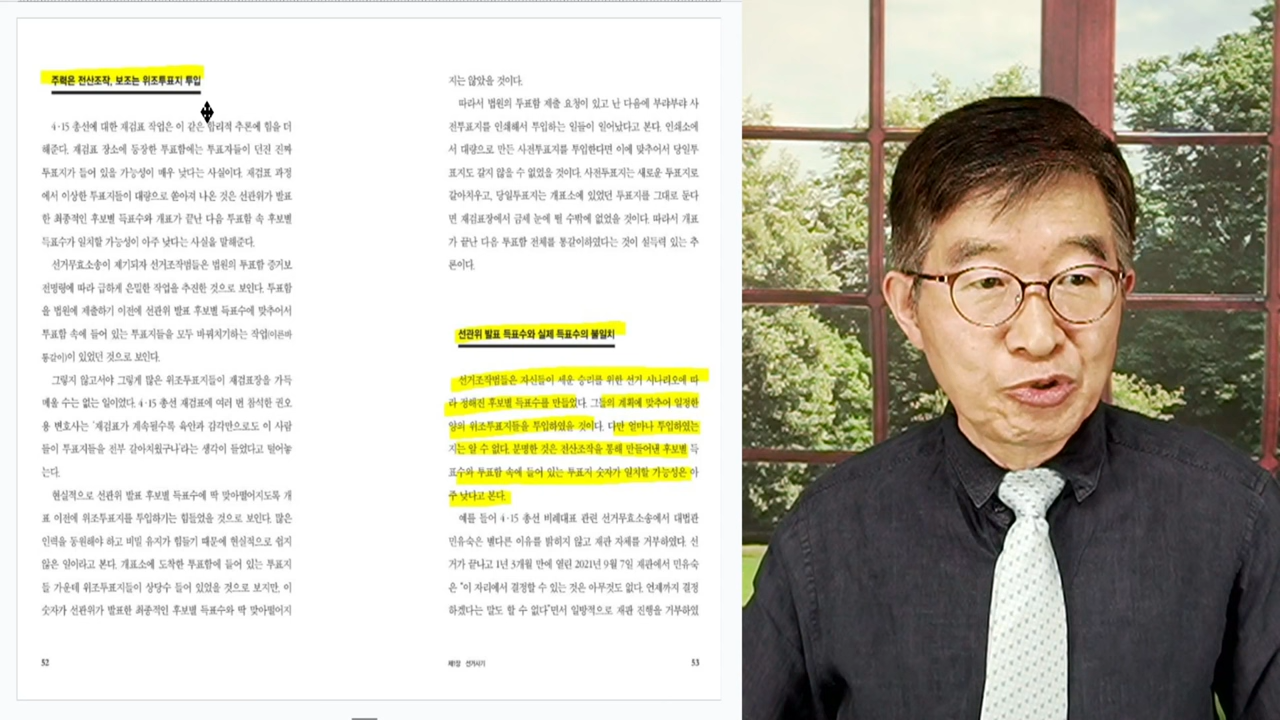 주력은 전산조작, 보조는 위조투표지 투입
4·15 총선에 대한 재검표 작업은 이 같은 합리적 추론에 힘을 더
해준다. 재검표 장소에 등장한 투표함에는 투표자들이 던진 진짜
투표지가 들어 있을 가능성이 매우 낮다는 사실이다. 재검표 과정
에서 이상한 투표지들이 대량으로 쏟아져 나온 것은 선관위가 발표
한 최종적인 후보별 득표수와 개표가 끝난 다음 투표함 속 후보별
득표수가 일치할 가능성이 아주 낮다는 사실을 말해준다.
선거무효소송이 제기되자 선거조작범들은 법원의 투표함 증거보
전명령에 따라 급하게 은밀한 작업을 추진한 것으로 보인다. 투표함
을 법원에 제출하기 이전에 선관위 발표 후보별 득표수에 맞추어서
투표함 속에 들어 있는 투표지들을 모두 바꿔치기하는 작업(이른바
통갈이)이 있었던 것으로 보인다.
그렇지 않고서야 그렇게 많은 위조투표지들이 재검표장을 가득
메울 수는 없는 일이었다. 4·15 총선 재검표에 여러 번 참석한 권오
용 변호사는 '재검표가 계속될수록 육안과 감각만으로도 이 사람
들이 투표지들을 전부 갈아치웠구나'라는 생각이 들었다고 털어놓
는다.
현실적으로 선관위 발표 후보별 득표수에 딱 맞아떨어지도록 개
표 이전에 위조투표지를 투입하기는 힘들었을 것으로 보인다. 많은
인력을 동원해야 하고 비밀 유지가 힘들기 때문에 현실적으로 쉽지
않은 일이라고 본다. 개표소에 도착한 투표함에 들어 있는 투표지
들 가운데 위조투표지들이 상당수 들어 있었을 것으로 보지만, 이
숫자가 선관위가 발표한 최종적인 후보별 득표수와 딱 맞아떨어지
52
지는 않았을 것이다.
따라서 법원의 투표함 제출 요청이 있고 난 다음에 부랴부랴 사
전투표지를 인쇄해서 투입하는 일들이 일어났다고 본다. 인쇄소에
서 대량으로 만든 사전투표지를 투입한다면 이에 맞추어서 당일투
표지도 갈지 않을 수 없었을 것이다. 사전투표지는 새로운 투표지로
갈아치우고, 당일투표지는 개표소에 있었던 투표지를 그대로 둔다
면 재검표장에서 금세 눈에 띌 수밖에 없었을 것이다. 따라서 개표
가 끝난 다음 투표함 전체를 통갈이하였다는 것이 설득력 있는 추
론이다.
선관위 발표 득표수와 실제 득표수의 불일치
선거조작범들은 자신들이 세운 승리를 위한 선거 시나리오에 따
라 정해진 후보별 득표수를 만들었다. 그들의 계획에 맞추어 일정한
양의 위조투표지들을 투입하였을 것이다. 다만 얼마나 투입하였는
지는 알 수 없다. 분명한 것은 전산조작을 통해 만들어낸 후보별 득
표수와 투표함 속에 들어 있는 투표지 숫자가 일치할 가능성은 아
주 낮다고 본다.
예를 들어 4·15 총선 비례대표 관련 선거무효소송에서 대법관
민유숙은 별다른 이유를 밝히지 않고 재판 자체를 거부하였다. 선
거가 끝나고 1년 3개월 만에 열린 2021년 9월 7일 재판에서 민유숙
은 "이 자리에서 결정할 수 있는 것은 아무것도 없다. 언제까지 결정
하겠다는 말도 할 수 없다"면서 일방적으로 재판 진행을 거부하였
제1장 선거사기
53